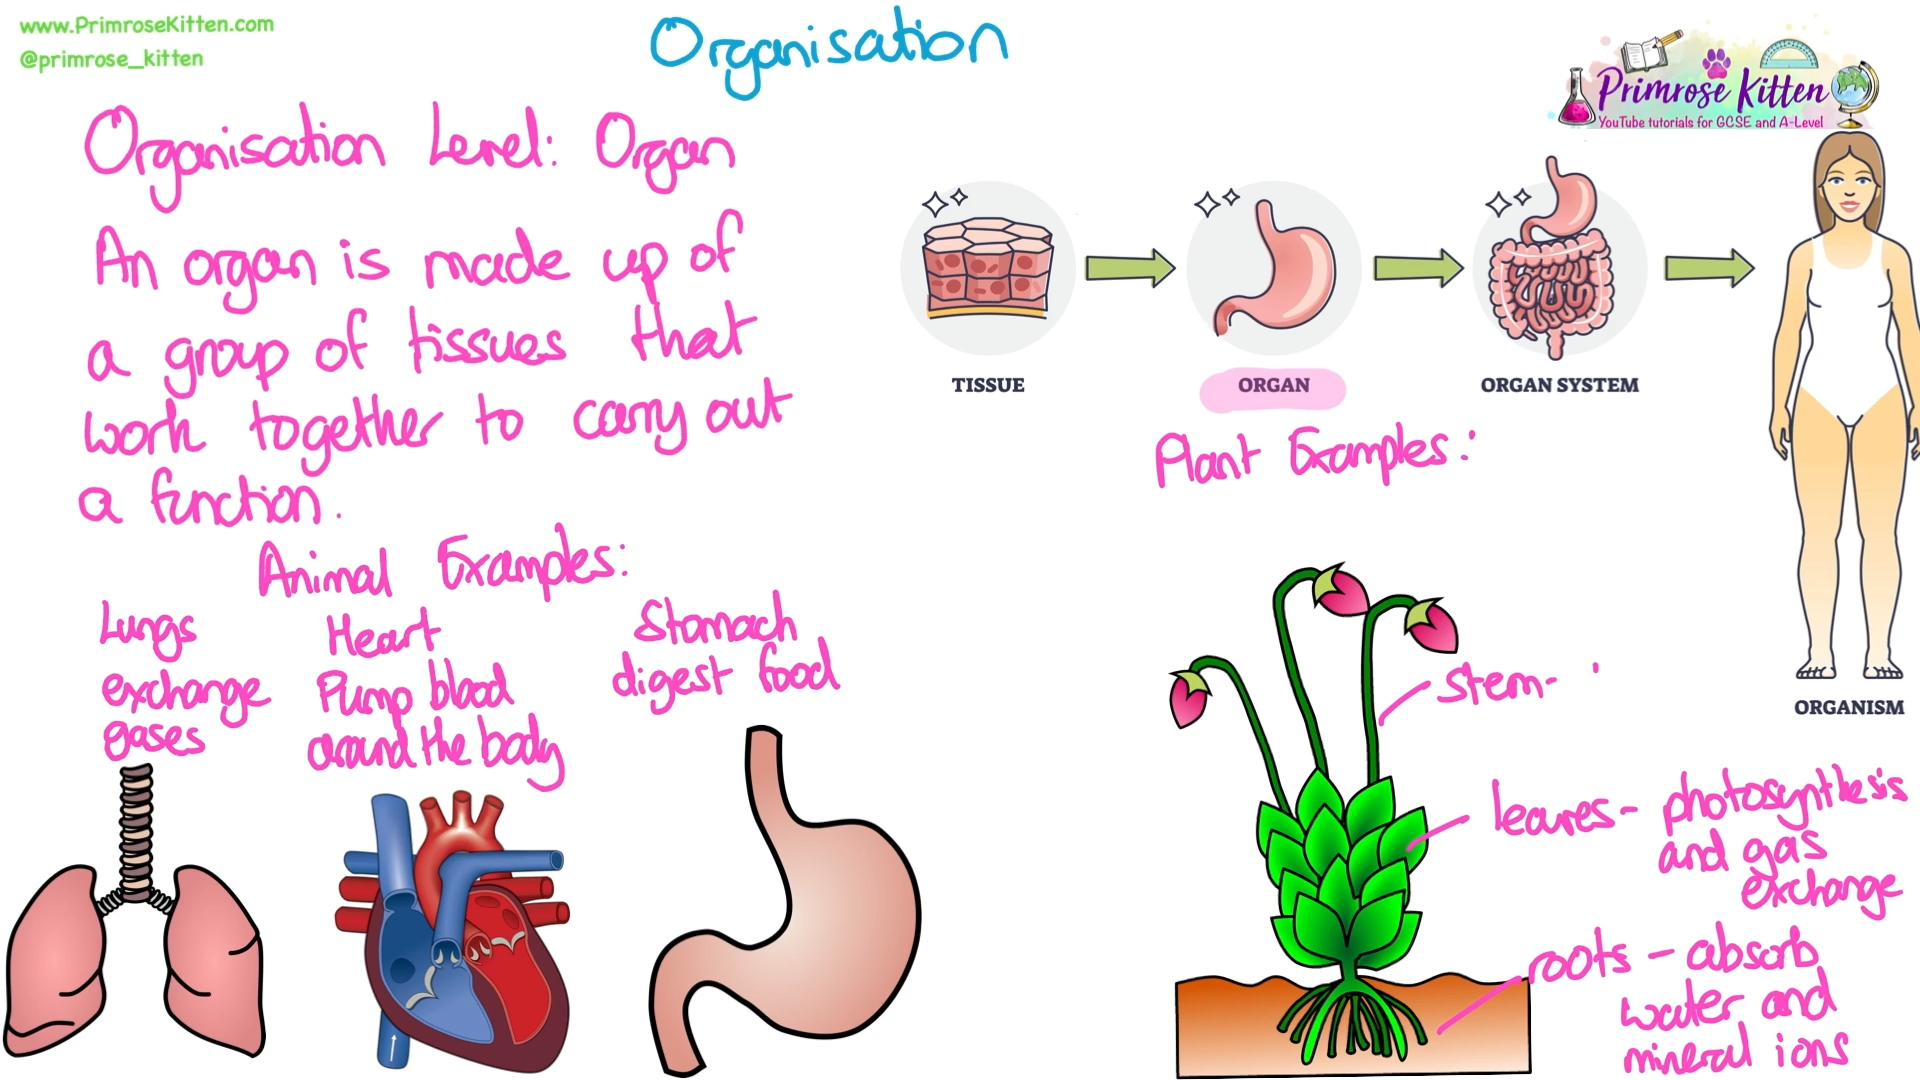 www.PrimroseKitten.com
@primrose_kitten
Organisation
Primrose Kitten
YouTube tutorials for GCSE and A-Level
Organisation Level: Organ
An organ is made up of
a group of tissues that
work together to carry out
a function.
TISSUE
ORGAN
ORGAN SYSTEM
ORGANISM
Animal Examples:
Lungs
exchange
gases
Heart
Pump blood
around the body
Stomach
digest food
Plant Examples:
stem-
leaves- photosynthesis
and gas
exchange
roots - absorb
water and
mineral ions